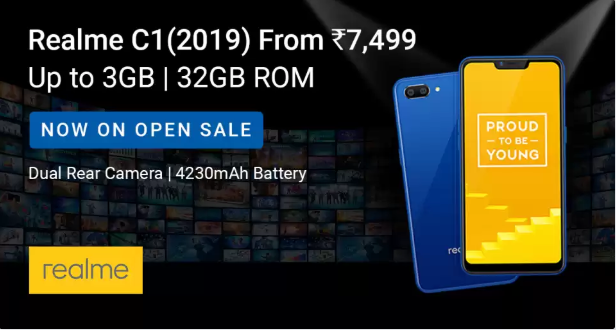 Realme C1(2019) From ₹7,499
Up to 3GB | 32GB ROM
NOW ON OPEN SALE
Dual Rear Camera | 4230mAh Battery
realme
PROUD
TO BE
YOUNG